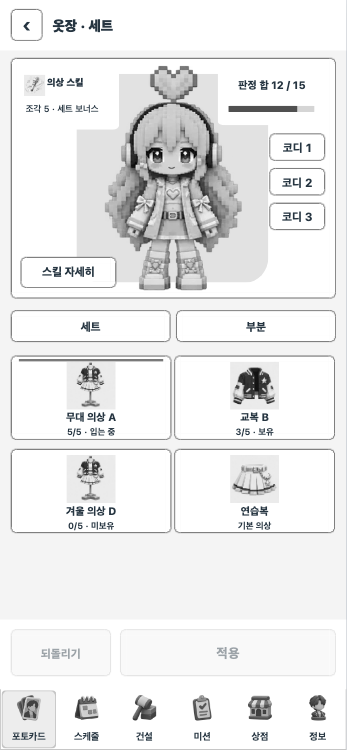 옷장 · 세트
의상 스킬
판정 합 12 / 15
조각 5 · 세트 보너스
코디 1
코디 2
코디 3
스킬 자세히
세트
부분
무대 의상 A
5/5 · 입는 중
교복 B
3/5 · 보유
겨울 의상 D
0/5 · 미보유
연습복
기본 의상
되돌리기
적용
포토카드
스케줄
건설
미션
상점
정보